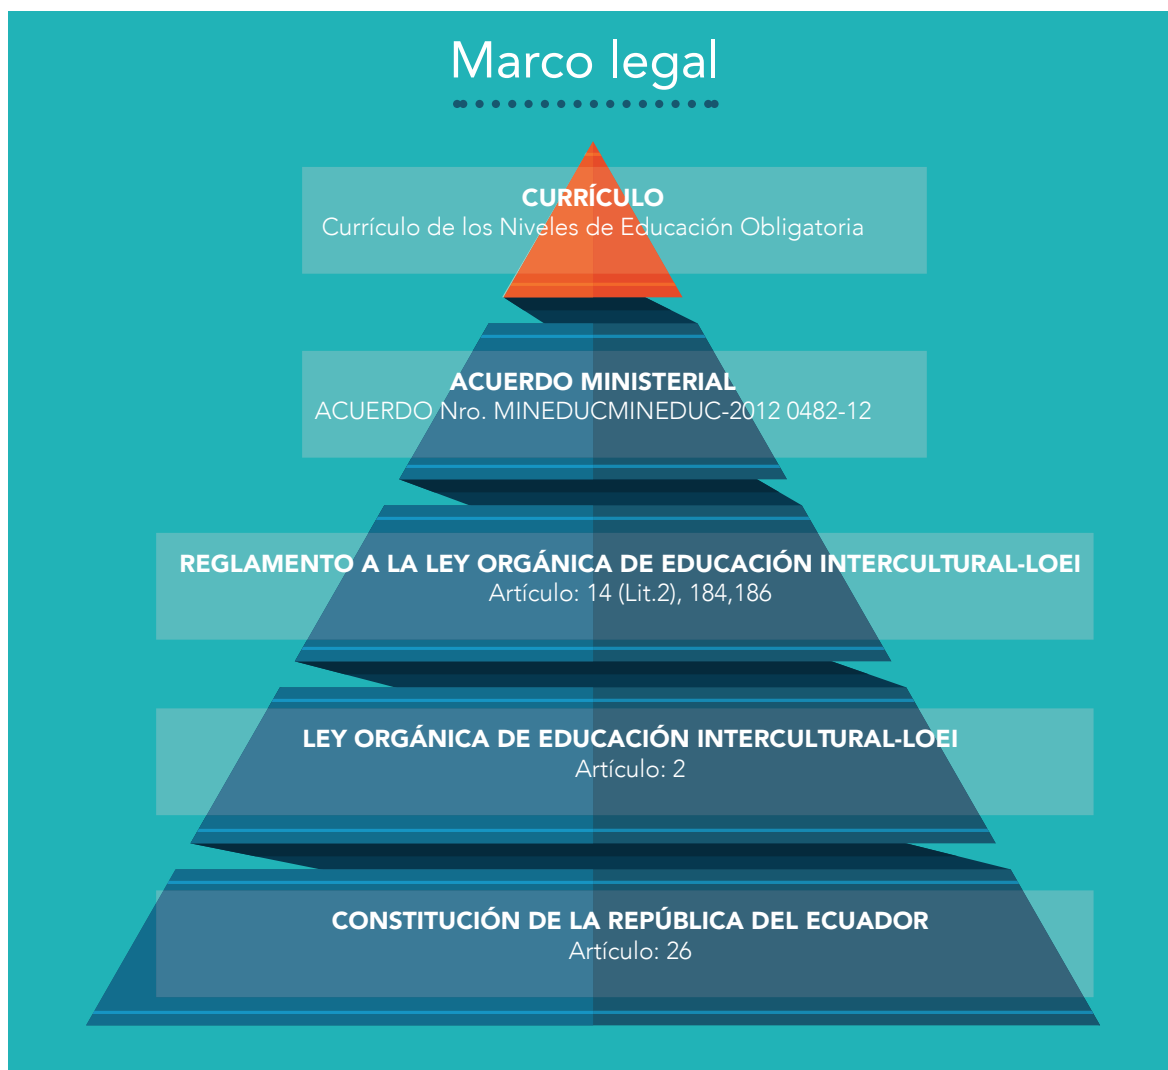 Marco legal
CURRÍCULO
Currículo de los Niveles de Educación Obligatoria
ACUERDO MINISTERIAL
ACUERDO Nro. MINEDUCMINEDUC-2012 0482-12
REGLAMENTO A LA LEY ORGÁNICA DE EDUCACIÓN INTERCULTURAL-LOEI
Artículo: 14 (Lit.2), 184,186
LEY ORGÁNICA DE EDUCACIÓN INTERCULTURAL-LOEI
Artículo: 2
CONSTITUCIÓN DE LA REPÚBLICA DEL ECUADOR
Artículo: 26